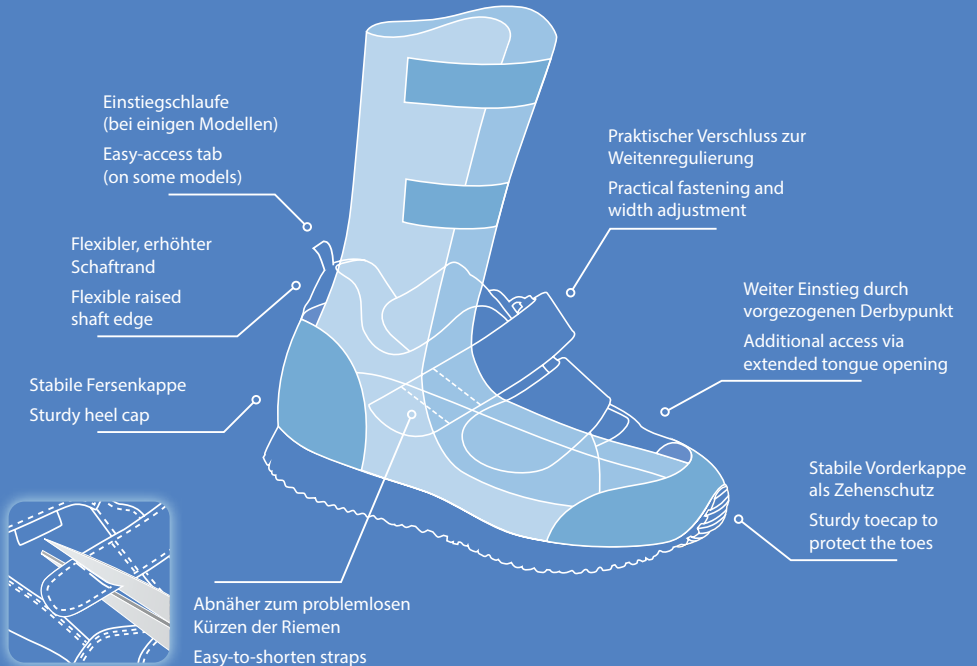 Einstiegschlaufe
(bei einigen Modellen)
Easy-access tab
(on some models)
Flexibler, erhöhter
Schaftrand
Flexible raised
shaft edge
Stabile Fersenkappe
Sturdy heel cap
Praktischer Verschluss zur
Weitenregulierung
Practical fastening and
width adjustment
Weiter Einstieg durch
vorgezogenen Derbypunkt
Additional access via
extended tongue opening
Stabile Vorderkappe
als Zehenschutz
Sturdy toecap to
protect the toes
Abnäher zum problemlosen
Kürzen der Riemen
Easy-to-shorten straps